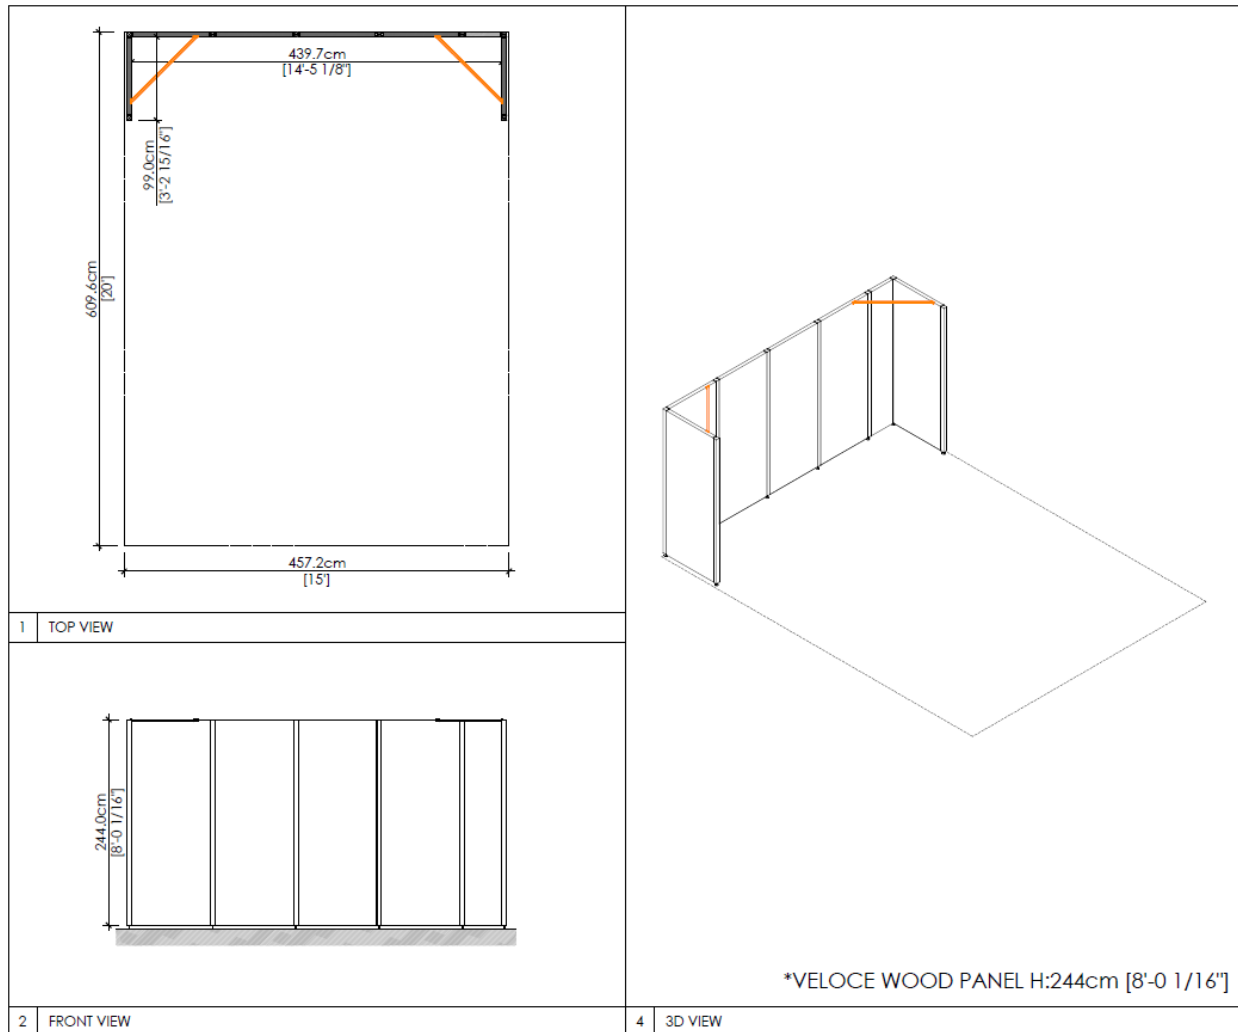 439.7cm
[14'-5 1/8"]
99.0cm
[3'-2 15/16"]
609.6cm
[20']
457.2cm
[15']
1 TOP VIEW
244.0cm
[8'-0 1/16"]
2 FRONT VIEW
*VELOCE WOOD PANEL H:244cm [8'-0 1/16"]
4 3D VIEW